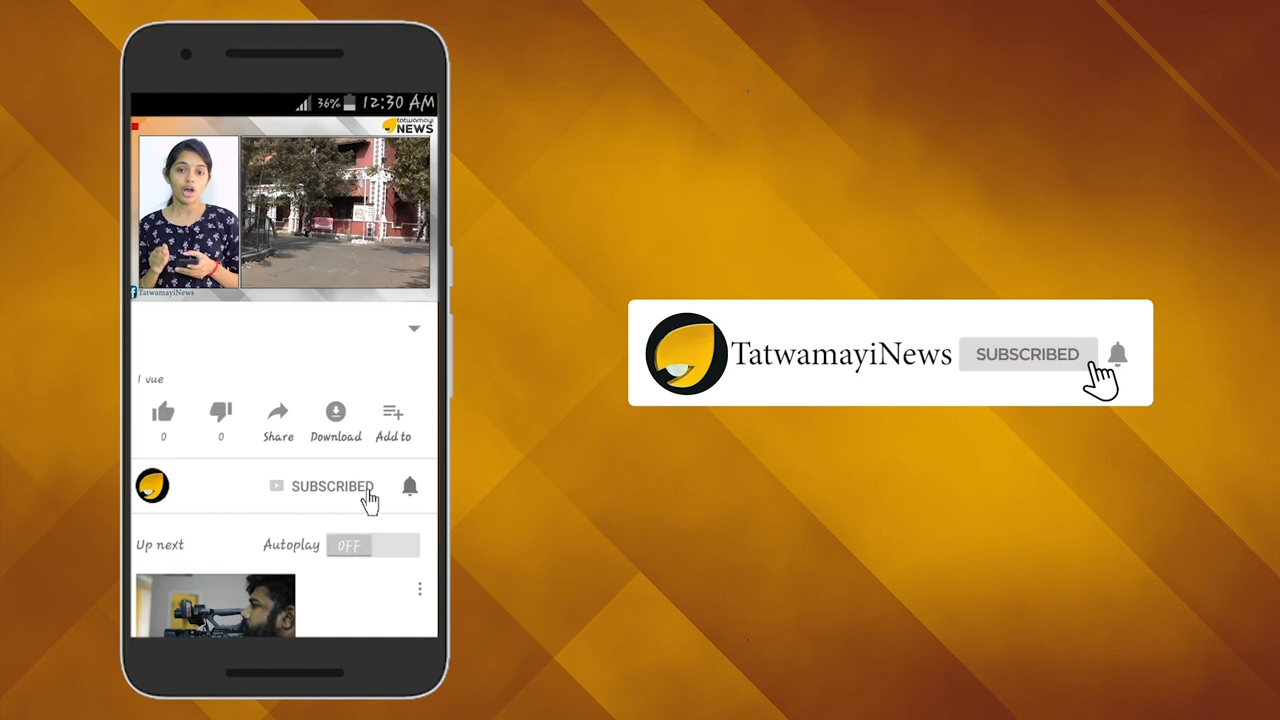 36% 12:30 AM
tatwamayi
NEWS
TatwamayiNews
1 vue
0 0 Share Download Add to
SUBSCRIBED
Up next Autoplay OFF
TatwamayiNews SUBSCRIBED